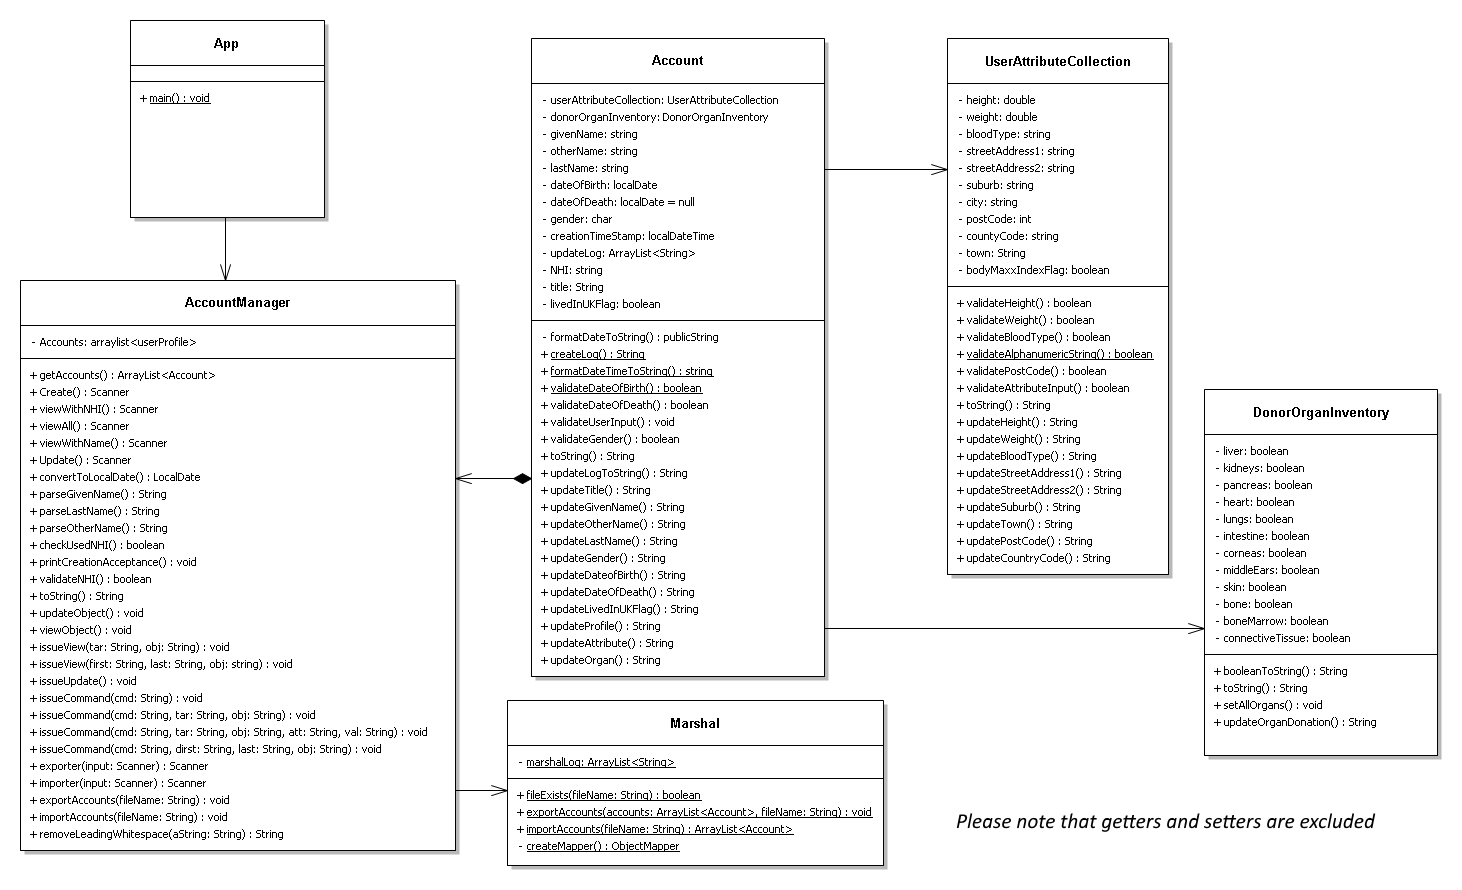 App
+ main() : void
AccountManager
- Accounts: arraylist<userProfile>
+ getAccounts() : ArrayList<Account>
+ Create() : Scanner
+ viewWithNHI() : Scanner
+ viewAll() : Scanner
+ viewWithName() : Scanner
+ Update() : Scanner
+ convertToLocalDate() : LocalDate
+ parseGivenName() : String
+ parseLastName() : String
+ parseOtherName() : String
+ checkUsedNHI() : boolean
+ printCreationAcceptance() : void
+ validateNHI() : boolean
+ toString() : String
+ updateObject() : void
+ viewObject() : void
+ issueView(tar: String, obj: String) : void
+ issueView(first: String, last: String, obj: string) : void
+ issueUpdate() : void
+ issueCommand(cmd: String) : void
+ issueCommand(cmd: String, tar: String, obj: String) : void
+ issueCommand(cmd: String, tar: String, obj: String, att: String, val: String) : void
+ issueCommand(cmd: String, dirst: String, last: String, obj: String) : void
+ exporter(input: Scanner) : Scanner
+ importer(input: Scanner) : Scanner
+ exportAccounts(fileName: String) : void
+ importAccounts(fileName: String) : void
+ removeLeadingWhitespace(aString: String) : String
Account
- userAttributeCollection: UserAttributeCollection
- donorOrganInventory: DonorOrganInventory
- givenName: string
- otherName: string
- lastName: string
- dateOfBirth: localDate
- dateOfDeath: localDate = null
- gender: char
- creationTimeStamp: localDateTime
- updateLog: ArrayList<String>
- NHI: string
- title: String
- livedInUKFlag: boolean
- formatDateToString() : publicString
+ createLog() : String
+ formatDateTimeToString() : string
+ validateDateOfBirth() : boolean
+ validateDateOfDeath() : boolean
+ validateUserInput() : void
+ validateGender() : boolean
+ toString() : String
+ updateLogToString() : String
+ updateTitle() : String
+ updateGivenName() : String
+ updateOtherName() : String
+ updateLastName() : String
+ updateGender() : String
+ updateDateofBirth() : String
+ updateDateOfDeath() : String
+ updateLivedInUKFlag() : String
+ updateProfile() : String
+ updateAttribute() : String
+ updateOrgan() : String
Marshal
- marshalLog: ArrayList<String>
+ fileExists(fileName: String) : boolean
+ exportAccounts(accounts: ArrayList<Account>, fileName: String) : void
+ importAccounts(fileName: String) : ArrayList<Account>
- createMapper() : ObjectMapper
UserAttributeCollection
- height: double
- weight: double
- bloodType: string
- streetAddress1: string
- streetAddress2: string
- suburb: string
- city: string
- postCode: int
- countyCode: string
- town: String
- bodyMaxxIndexFlag: boolean
+ validateHeight() : boolean
+ validateWeight() : boolean
+ validateBloodType() : boolean
+ validateAlphanumericString() : boolean
+ validatePostCode() : boolean
+ validateAttributeInput() : boolean
+ toString() : String
+ updateHeight() : String
+ updateWeight() : String
+ updateBloodType() : String
+ updateStreetAddress1() : String
+ updateStreetAddress2() : String
+ updateSuburb() : String
+ updateTown() : String
+ updatePostCode() : String
+ updateCountryCode() : String
DonorOrganInventory
- liver: boolean
- kidneys: boolean
- pancreas: boolean
- heart: boolean
- lungs: boolean
- intestine: boolean
- corneas: boolean
- middleEars: boolean
- skin: boolean
- bone: boolean
- boneMarrow: boolean
- connectiveTissue: boolean
+ booleanToString() : String
+ toString() : String
+ setAllOrgans() : void
+ updateOrganDonation() : String
Please note that getters and setters are excluded